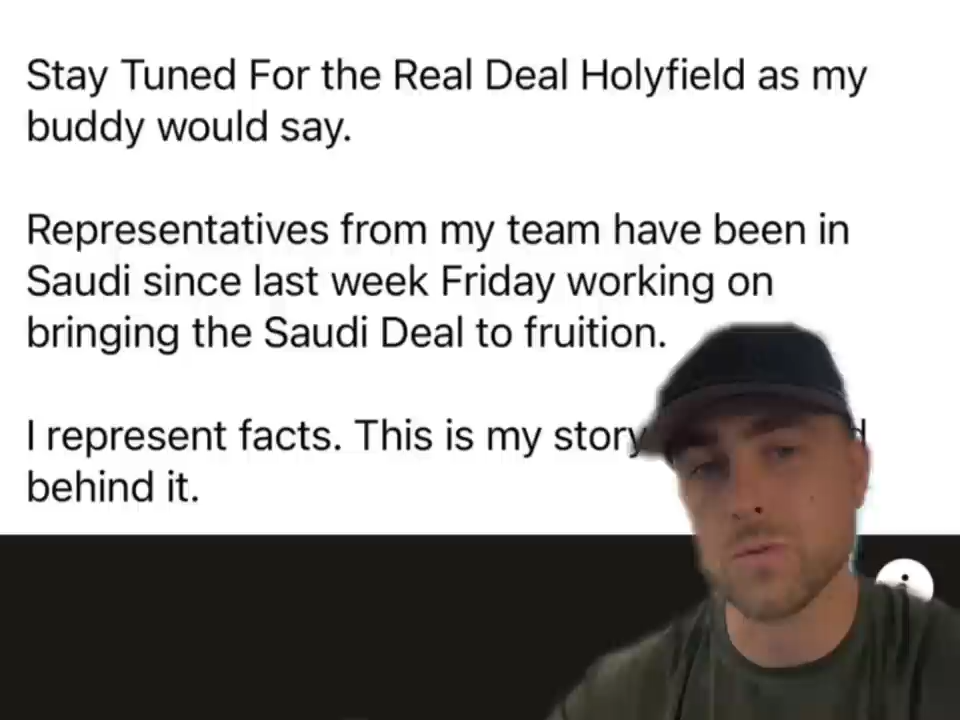 Stay Tuned For the Real Deal Holyfield as my
buddy would say.
Representatives from my team have been in
Saudi since last week Friday working on
bringing the Saudi Deal to fruition.
I represent facts. This is my story
behind it.